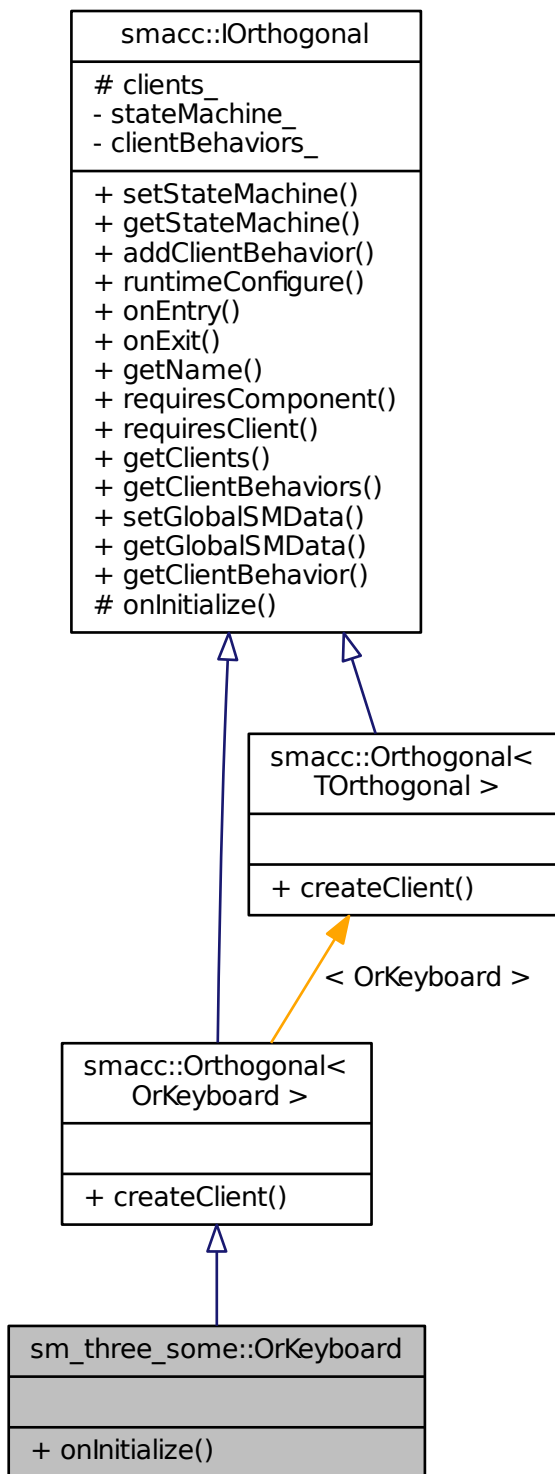 smacc::IOrthogonal
# clients_
- stateMachine_
- clientBehaviors_
+ setStateMachine()
+ getStateMachine()
+ addClientBehavior()
+ runtimeConfigure()
+ onEntry()
+ onExit()
+ getName()
+ requiresComponent()
+ requiresClient()
+ getClients()
+ getClientBehaviors()
+ setGlobalSMData()
+ getGlobalSMData()
+ getClientBehavior()
# onInitialize()
smacc::Orthogonal<
TOrthogonal >
+ createClient()
< OrKeyboard >
smacc::Orthogonal<
OrKeyboard >
+ createClient()
sm_three_some::OrKeyboard
+ onInitialize()